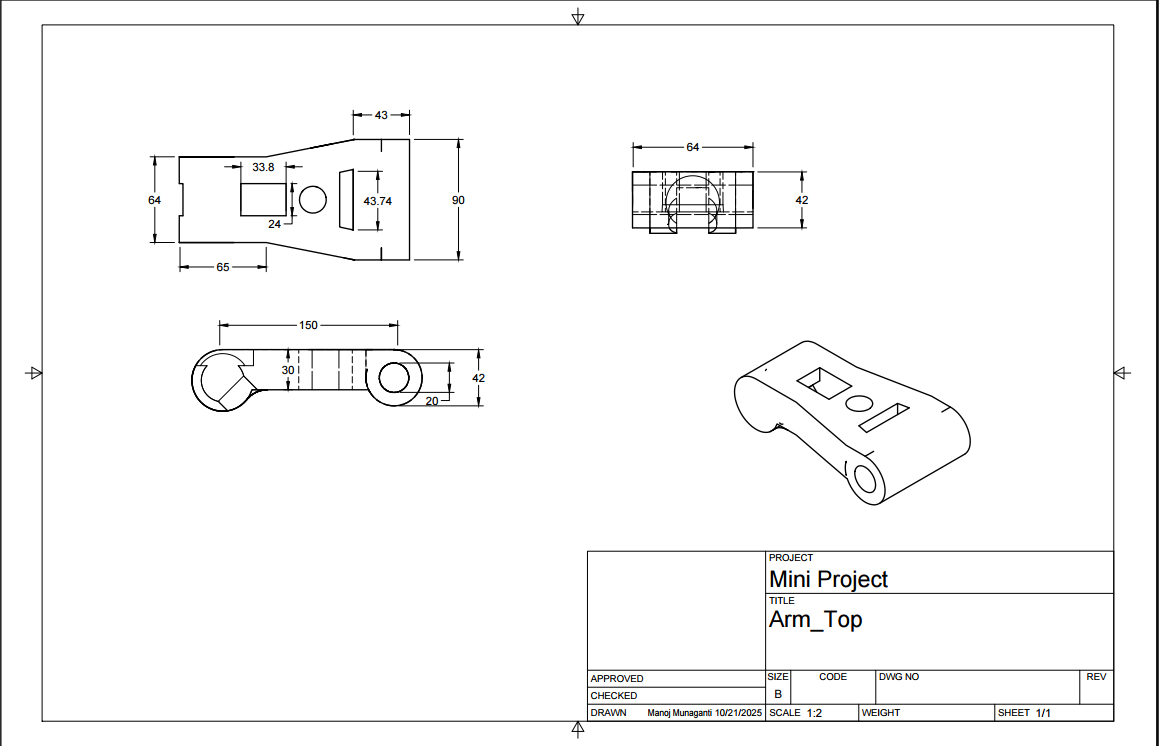 43
33.8
64
43.74
90
24
65
64
42
150
30
42
20
PROJECT
Mini Project
TITLE
Arm_Top
APPROVED
SIZE CODE DWG NO REV
CHECKED
B
DRAWN Manoj Munaganti 10/21/2025 SCALE 1:2 WEIGHT SHEET 1/1